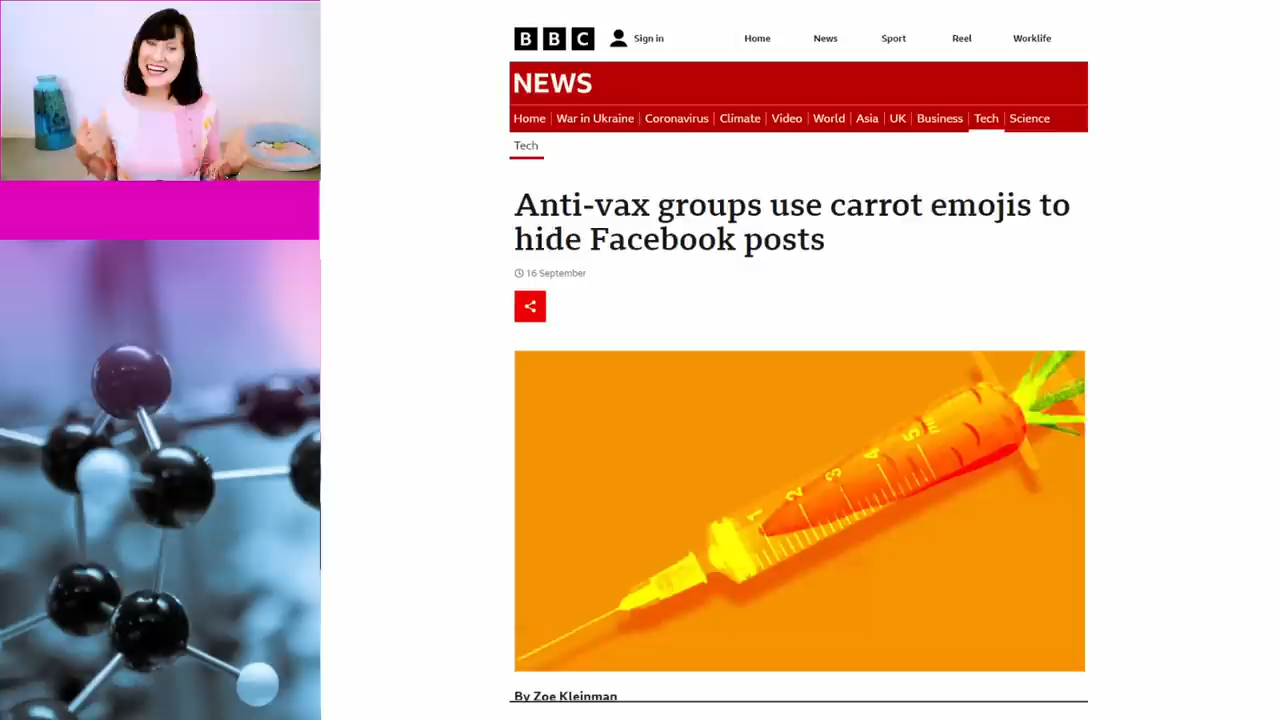 BBC Sign in Home News Sport Reel Worklife
NEWS
Home War in Ukraine Coronavirus Climate Video World Asia UK Business Tech Science
Tech
Anti-vax groups use carrot emojis to
hide Facebook posts
16 September
1 2 3 4 5 ml
By Zoe Kleinman